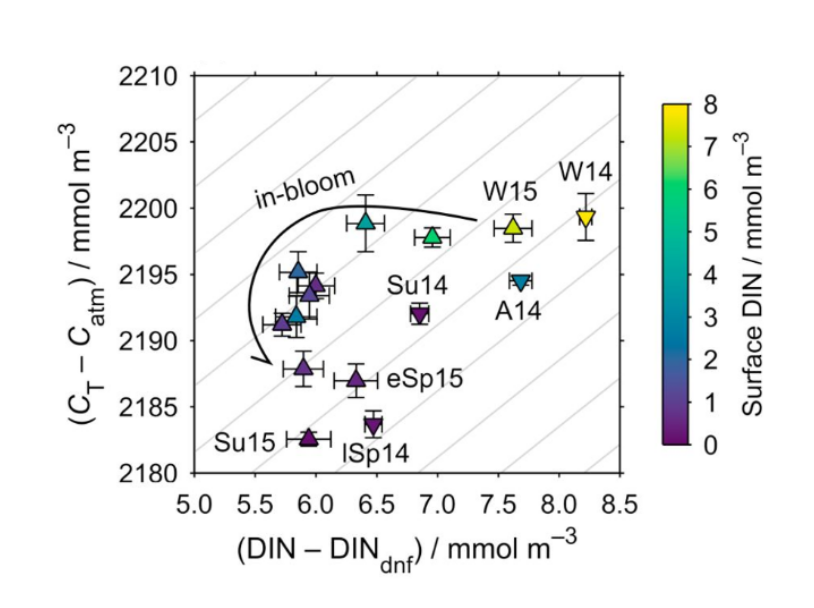 2210
2205
2200
2195
2190
2185
2180
(C_T – C_atm) / mmol m⁻³
in-bloom
W14
W15
Su14
A14
eSp15
Su15
lSp14
5.0 5.5 6.0 6.5 7.0 7.5 8.0 8.5
(DIN – DIN_dnf) / mmol m⁻³
8
7
6
5
4
3
2
1
0
Surface DIN / mmol m⁻³